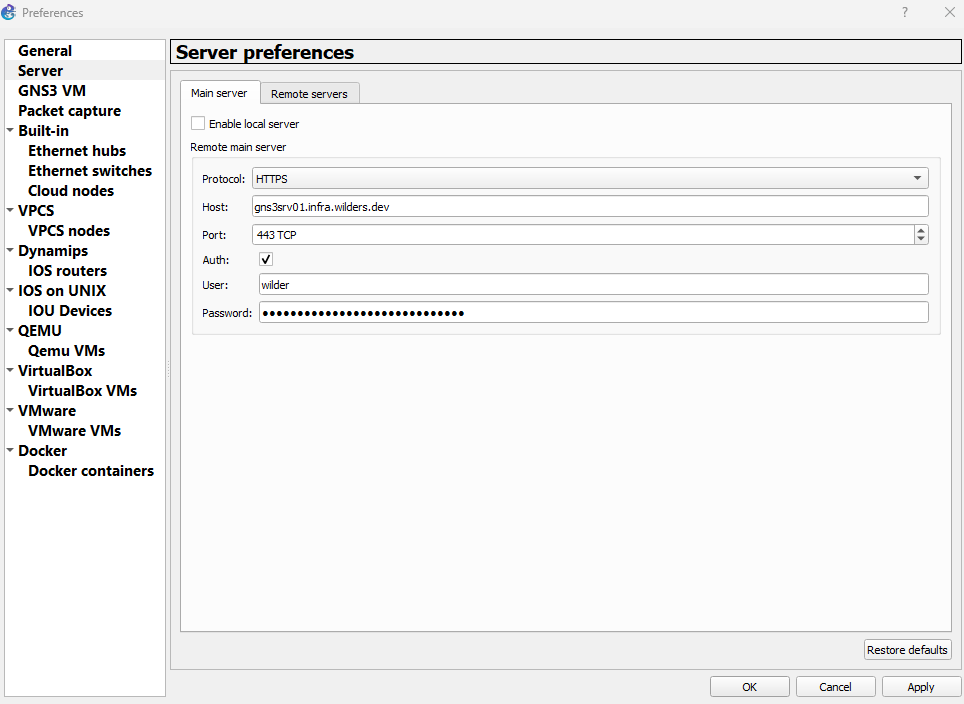 Preferences
?
General
Server
GNS3 VM
Packet capture
Built-in
Ethernet hubs
Ethernet switches
Cloud nodes
VPCS
VPCS nodes
Dynamips
IOS routers
IOS on UNIX
IOU Devices
QEMU
Qemu VMs
VirtualBox
VirtualBox VMs
VMware
VMware VMs
Docker
Docker containers
Server preferences
Main server
Remote servers
Enable local server
Remote main server
Protocol: HTTPS
Host: gns3srv01.infra.wilders.dev
Port: 443 TCP
Auth:
User: wilder
Password: ●●●●●●●●●●●●●●●●●●●●●●●●●●●●●
Restore defaults
OK
Cancel
Apply